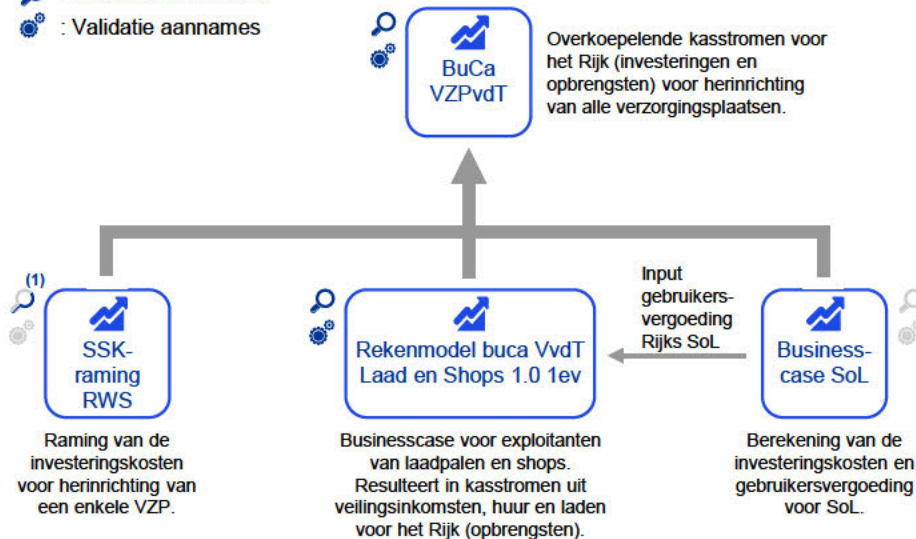 : Validatie aannames
BuCa
VZPvdT
Overkoepelende kasstromen voor
het Rijk (investeringen en
opbrengsten) voor herinrichting
van alle verzorgingsplaatsen.
(1)
SSK-
raming
RWS
Raming van de
investeringskosten
voor herinrichting van
een enkele VZP.
Rekenmodel buca VvdT
Laad en Shops 1.0 1ev
Businesscase voor exploitanten
van laadpalen en shops.
Resulteert in kasstromen uit
veilingsinkomsten, huur en laden
voor het Rijk (opbrengsten).
Input
gebruikers-
vergoeding
Rijks SoL
Business-
case SoL
Berekening van de
investeringskosten en
gebruikersvergoeding
voor SoL.